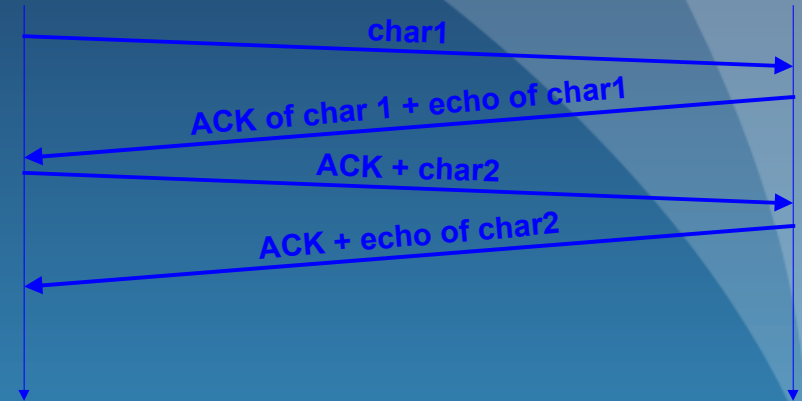 char1
ACK of char 1 + echo of char1
ACK + char2
ACK + echo of char2